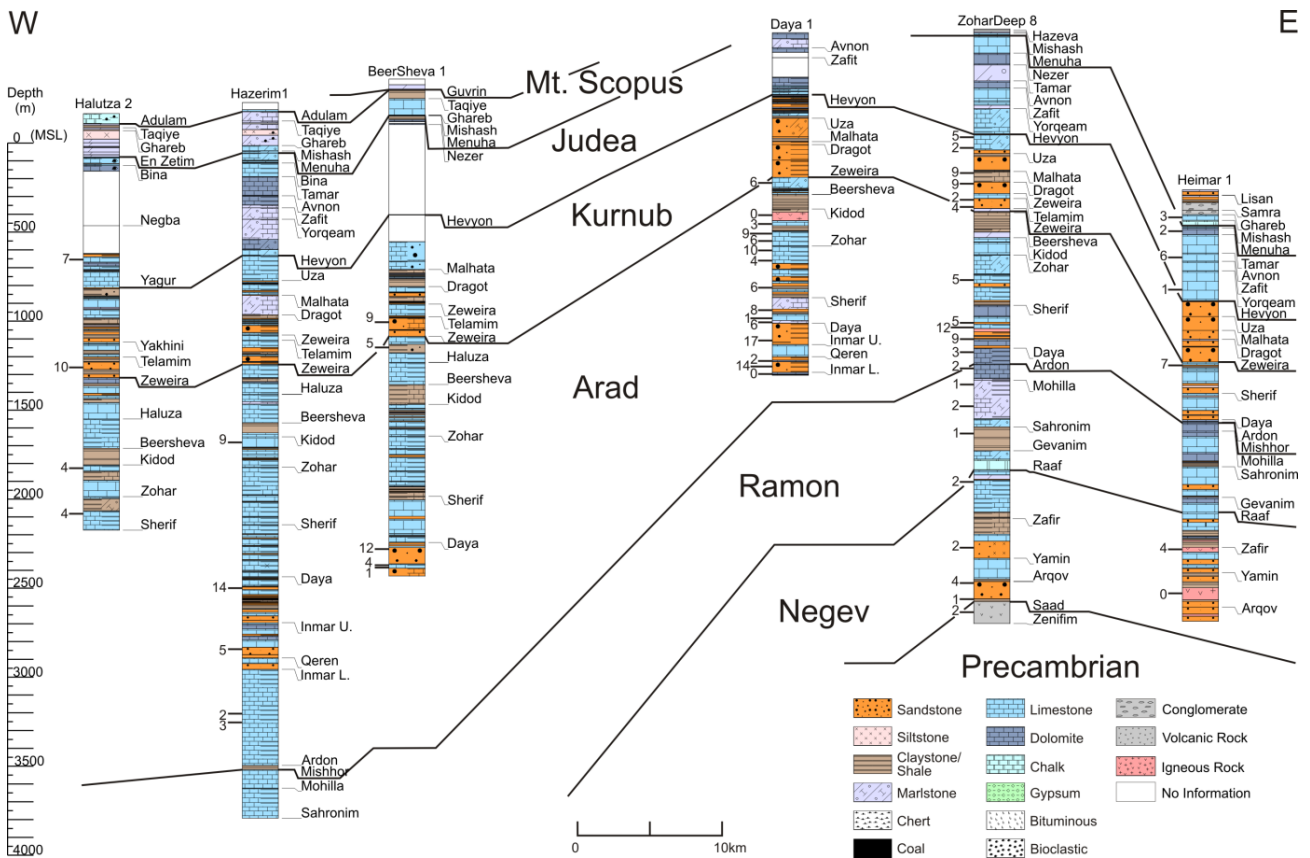 W
E
Depth
(m)
0 (MSL)
500
1000
1500
2000
2500
3000
3500
4000
Halutza 2
Adulam
Taqiye
Ghareb
En Zetim
Bina
Negba
7
Yagur
Yakhini
Telamim
10
Zeweira
Haluza
Beersheva
Kidod
4
Zohar
4
Sherif
Hazerim1
Adulam
Taqiye
Ghareb
Mishash
Menuha
Bina
Tamar
Avnon
Zafit
Yorqeam
Hevyon
Uza
Malhata
Dragot
Zeweira
Telamim
Zeweira
Haluza
Beersheva
9
Kidod
Zohar
Sherif
Daya
14
Inmar U.
5
Qeren
Inmar L.
2
3
Ardon
Mishhor
Mohilla
Sahronim
BeerSheva 1
Guvrin
Taqiye
Ghareb
Mishash
Menuha
Nezer
Hevyon
Malhata
Dragot
Zeweira
9
Telamim
Zeweira
5
Haluza
Beersheva
Kidod
Zohar
Sherif
Daya
12
4
1
Mt. Scopus
Judea
Kurnub
Arad
Ramon
Negev
Precambrian
Daya 1
Avnon
Zafit
Hevyon
Uza
Malhata
Dragot
Zeweira
6
Beersheva
Kidod
0
3
9
6
Zohar
10
4
6
Sherif
8
1
6
Daya
17
Inmar U.
Qeren
2
14
Inmar L.
0
ZoharDeep 8
Hazeva
Mishash
Menuha
Nezer
Tamar
Avnon
Zafit
Yorqeam
5
Hevyon
2
Uza
9
Malhata
9
Dragot
2
Zeweira
4
Telamim
Zeweira
Beersheva
Kidod
Zohar
5
Sherif
5
12
9
3
Daya
2
Ardon
1
Mohilla
2
Sahronim
1
Gevanim
Raaf
2
Zafir
2
Yamin
4
Arqov
1
Saad
2
Zenifim
Heimar 1
Lisan
Samra
3
Ghareb
2
Mishash
Menuha
6
Tamar
Avnon
1
Zafit
Yorqeam
Hevyon
Uza
Malhata
Dragot
7
Zeweira
Sherif
Daya
Ardon
Mishhor
Mohilla
Sahronim
Gevanim
Raaf
4
Zafir
Yamin
0
Arqov
0
10km
Sandstone
Siltstone
Claystone/
Shale
Marlstone
Chert
Coal
Limestone
Dolomite
Chalk
Gypsum
Bituminous
Bioclastic
Conglomerate
Volcanic Rock
Igneous Rock
No Information